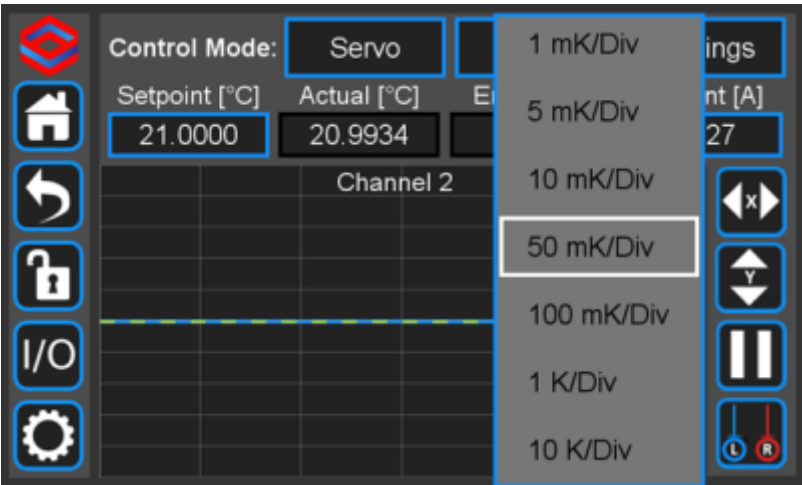 Control Mode: Servo ings
Setpoint [°C] Actual [°C] nt [A]
21.0000 20.9934 27
Channel 2
1 mK/Div
5 mK/Div
10 mK/Div
50 mK/Div
100 mK/Div
1 K/Div
10 K/Div
I/O
X
Y
L R